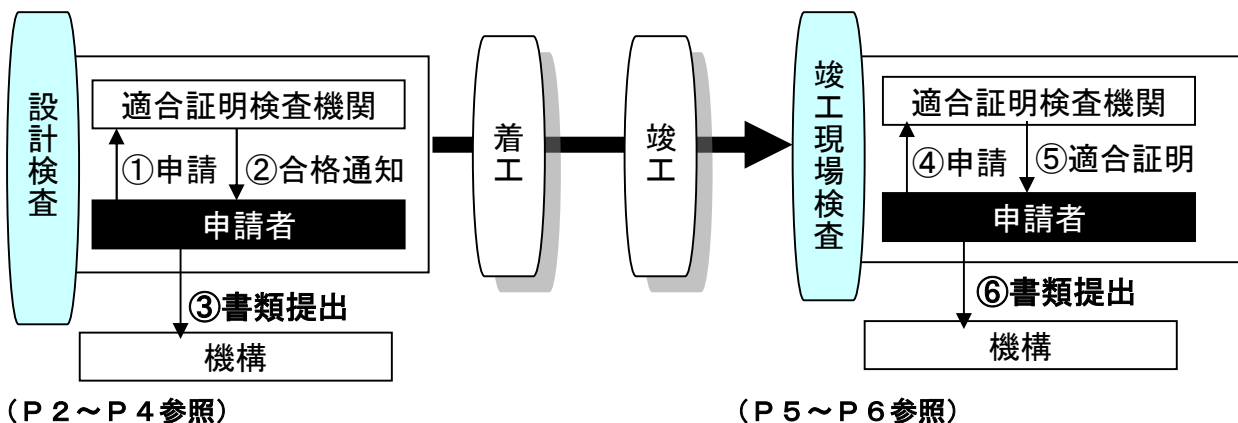 設計検査
適合証明検査機関
①申請
②合格通知
申請者
③書類提出
機構
(P2~P4参照)
着工
竣工
竣工現場検査
適合証明検査機関
④申請
⑤適合証明
申請者
⑥書類提出
機構
(P5~P6参照)